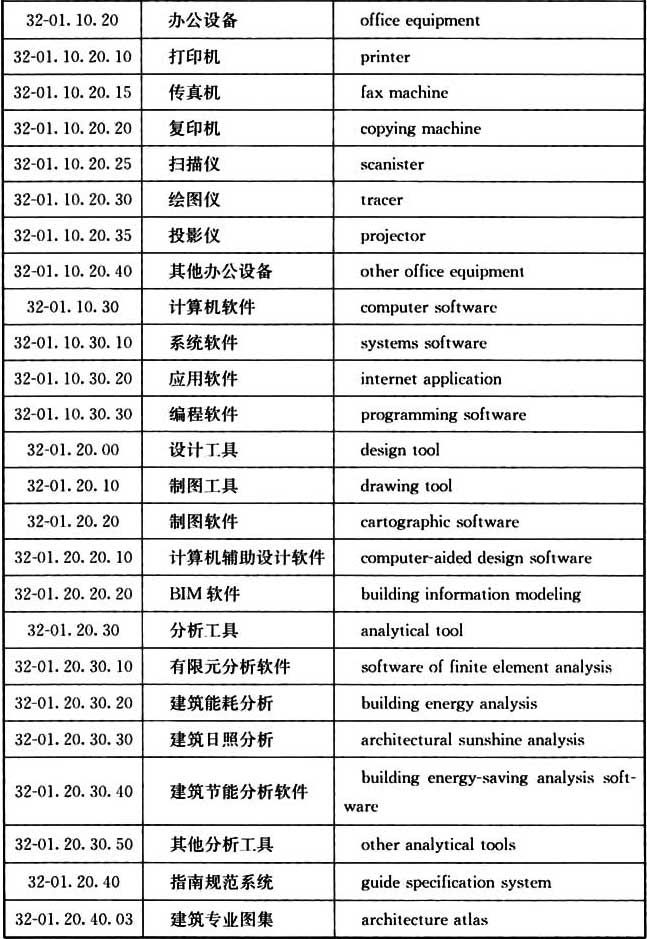 32-01.10.20 办公设备 office equipment
32-01.10.20.10 打印机 printer
32-01.10.20.15 传真机 fax machine
32-01.10.20.20 复印机 copying machine
32-01.10.20.25 扫描仪 scanister
32-01.10.20.30 绘图仪 tracer
32-01.10.20.35 投影仪 projector
32-01.10.20.40 其他办公设备 other office equipment
32-01.10.30 计算机软件 computer software
32-01.10.30.10 系统软件 systems software
32-01.10.30.20 应用软件 internet application
32-01.10.30.30 编程软件 programming software
32-01.20.00 设计工具 design tool
32-01.20.10 制图工具 drawing tool
32-01.20.20 制图软件 cartographic software
32-01.20.20.10 计算机辅助设计软件 computer-aided design software
32-01.20.20.20 BIM软件 building information modeling
32-01.20.30 分析工具 analytical tool
32-01.20.30.10 有限元分析软件 software of finite element analysis
32-01.20.30.20 建筑能耗分析 building energy analysis
32-01.20.30.30 建筑日照分析 architectural sunshine analysis
32-01.20.30.40 建筑节能分析软件 building energy-saving analysis soft-
ware
32-01.20.30.50 其他分析工具 other analytical tools
32-01.20.40 指南规范系统 guide specification system
32-01.20.40.03 建筑专业图集 architecture atlas